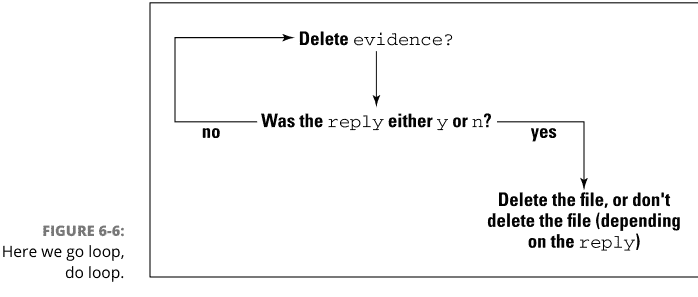 Delete evidence?
Was the reply either y or n?
no
yes
Delete the file, or don't
delete the file (depending
on the reply)
FIGURE 6-6:
Here we go loop,
do loop.